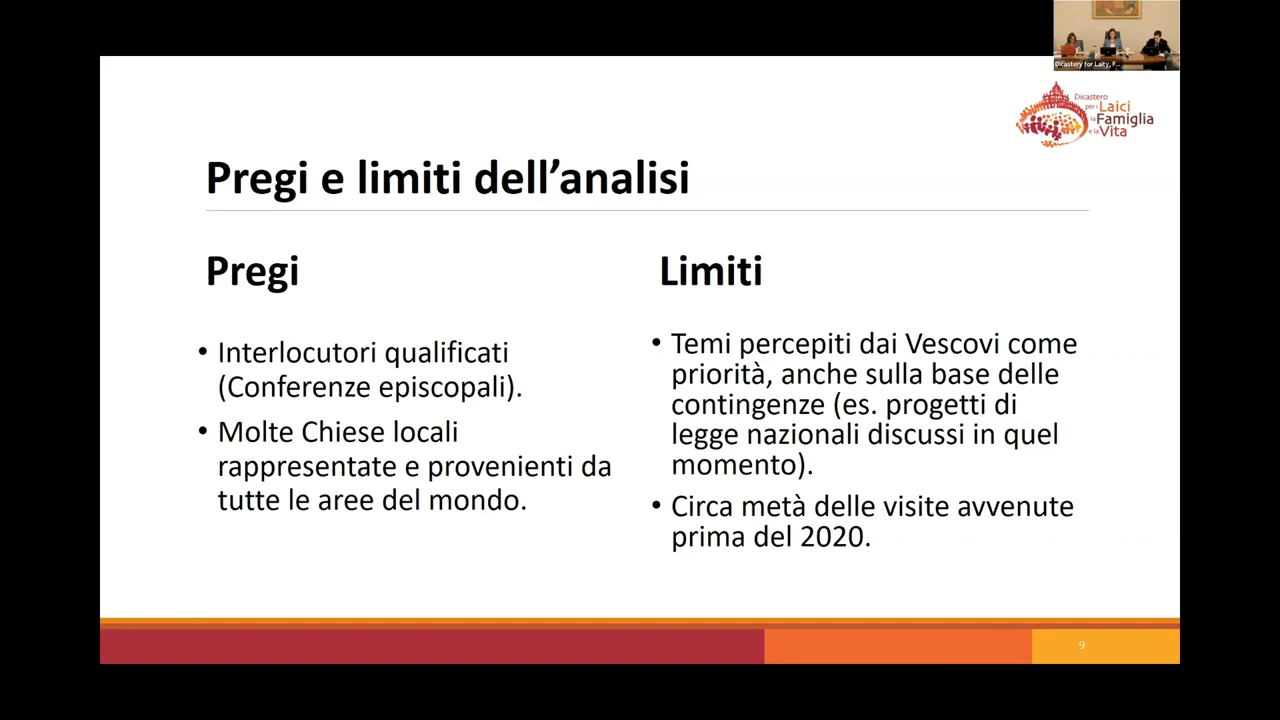 Dicastery for Laity, F...
Dicastero
per i Laici
la Famiglia
e la Vita
Pregi e limiti dell’analisi
Pregi
• Interlocutori qualificati
(Conferenze episcopali).
• Molte Chiese locali
rappresentate e provenienti da
tutte le aree del mondo.
Limiti
• Temi percepiti dai Vescovi come
priorità, anche sulla base delle
contingenze (es. progetti di
legge nazionali discussi in quel
momento).
• Circa metà delle visite avvenute
prima del 2020.
9